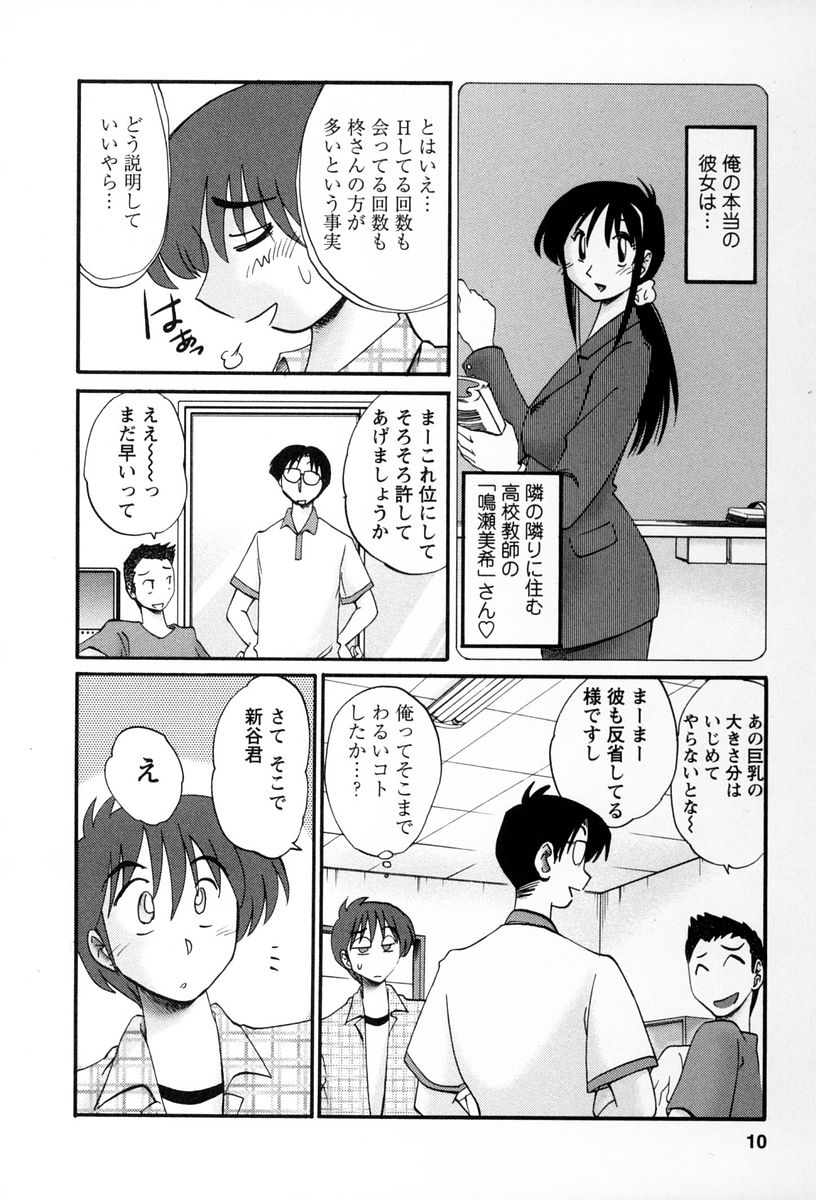 俺の本当の
彼女は…
隣の隣りに住む
高校教師の
「鳴瀬美希」さん♡
とはいえ…
Hしてる回数も
会ってる回数も
柊さんの方が
多いという事実
どう説明して
いいやら…
はぁっ
まーこれ位にして
そろそろ許して
あげましょうか
ええ〜〜〜っ
まだ早いって
あの巨乳の
大きさ分は
いじめて
やらないとな〜
まーまー
彼も反省してる
様ですし
俺ってそこまで
わるいコト
したか…?
さて そこで
新谷君
え
10